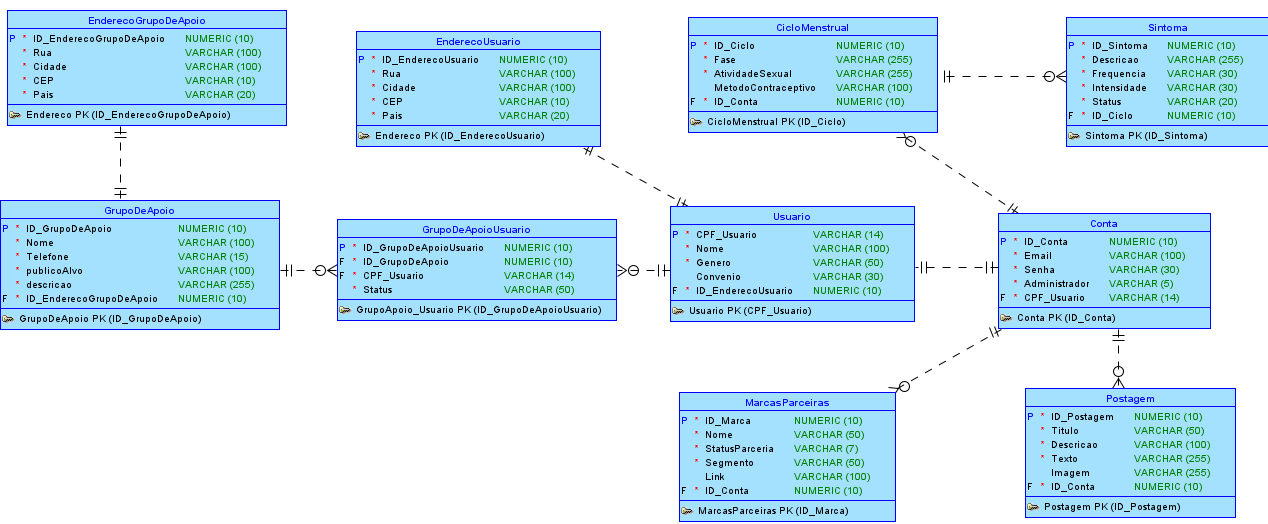 EnderecoGrupoDeApoio
P * ID_EnderecoGrupoDeApoio NUMERIC (10)
* Rua VARCHAR (100)
* Cidade VARCHAR (100)
* CEP VARCHAR (10)
* Pais VARCHAR (20)
Endereco PK (ID_EnderecoGrupoDeApoio)
EnderecoUsuario
P * ID_EnderecoUsuario NUMERIC (10)
* Rua VARCHAR (100)
* Cidade VARCHAR (100)
* CEP VARCHAR (10)
* Pais VARCHAR (20)
Endereco PK (ID_EnderecoUsuario)
CicloMenstrual
P * ID_Ciclo NUMERIC (10)
* Fase VARCHAR (255)
* AtividadeSexual VARCHAR (255)
MetodoContraceptivo VARCHAR (100)
F * ID_Conta NUMERIC (10)
CicloMenstrual PK (ID_Ciclo)
Sintoma
P * ID_Sintoma NUMERIC (10)
* Descricao VARCHAR (255)
* Frequencia VARCHAR (30)
* Intensidade VARCHAR (30)
* Status VARCHAR (20)
F * ID_Ciclo NUMERIC (10)
Sintoma PK (ID_Sintoma)
GrupoDeApoio
P * ID_GrupoDeApoio NUMERIC (10)
* Nome VARCHAR (100)
* Telefone VARCHAR (15)
* publicoAlvo VARCHAR (100)
* descricao VARCHAR (255)
F * ID_EnderecoGrupoDeApoio NUMERIC (10)
GrupoDeApoio PK (ID_GrupoDeApoio)
GrupoDeApoioUsuario
P * ID_GrupoDeApoioUsuario NUMERIC (10)
F * ID_GrupoDeApoio NUMERIC (10)
F * CPF_Usuario VARCHAR (14)
* Status VARCHAR (50)
GrupoApoio_Usuario PK (ID_GrupoDeApoioUsuario)
Usuario
P * CPF_Usuario VARCHAR (14)
* Nome VARCHAR (100)
* Genero VARCHAR (50)
Convenio VARCHAR (30)
F * ID_EnderecoUsuario NUMERIC (10)
Usuario PK (CPF_Usuario)
Conta
P * ID_Conta NUMERIC (10)
* Email VARCHAR (100)
* Senha VARCHAR (30)
* Administrador VARCHAR (5)
F * CPF_Usuario VARCHAR (14)
Conta PK (ID_Conta)
MarcasParceiras
P * ID_Marca NUMERIC (10)
* Nome VARCHAR (50)
* StatusParceria VARCHAR (7)
* Segmento VARCHAR (50)
Link VARCHAR (100)
F * ID_Conta NUMERIC (10)
MarcasParceiras PK (ID_Marca)
Postagem
P * ID_Postagem NUMERIC (10)
* Titulo VARCHAR (50)
* Descricao VARCHAR (100)
* Texto VARCHAR (255)
Imagem VARCHAR (255)
F * ID_Conta NUMERIC (10)
Postagem PK (ID_Postagem)